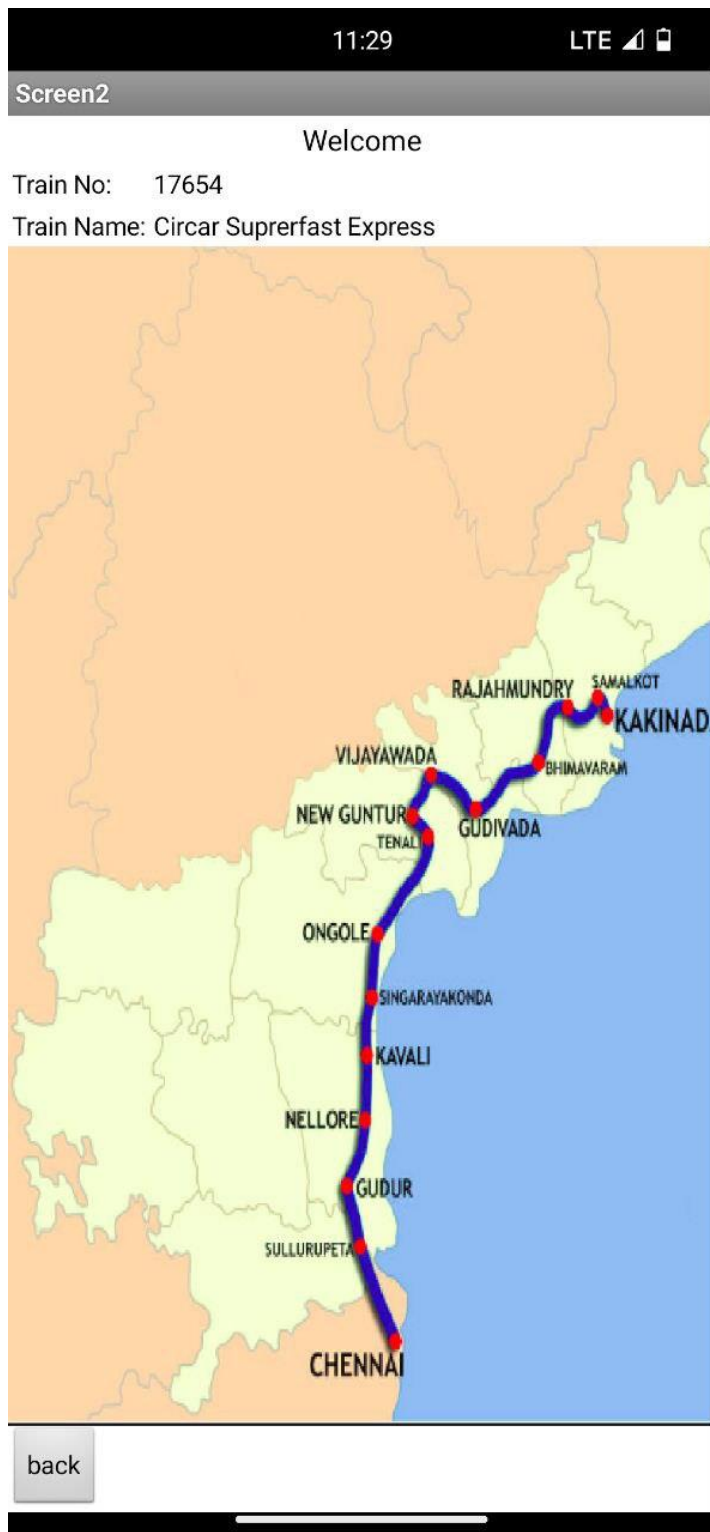 11:29 LTE
Screen2
Welcome
Train No: 17654
Train Name: Circar Suprerfast Express
SAMALKOT
RAJAHMUNDRY
KAKINAD
VIJAYAWADA
BHIMAVARAM
NEW GUNTUR
GUDIVADA
TENALI
ONGOLE
SINGARAYAKONDA
KAVALI
NELLORE
GUDUR
SULLURUPETA
CHENNAI
back